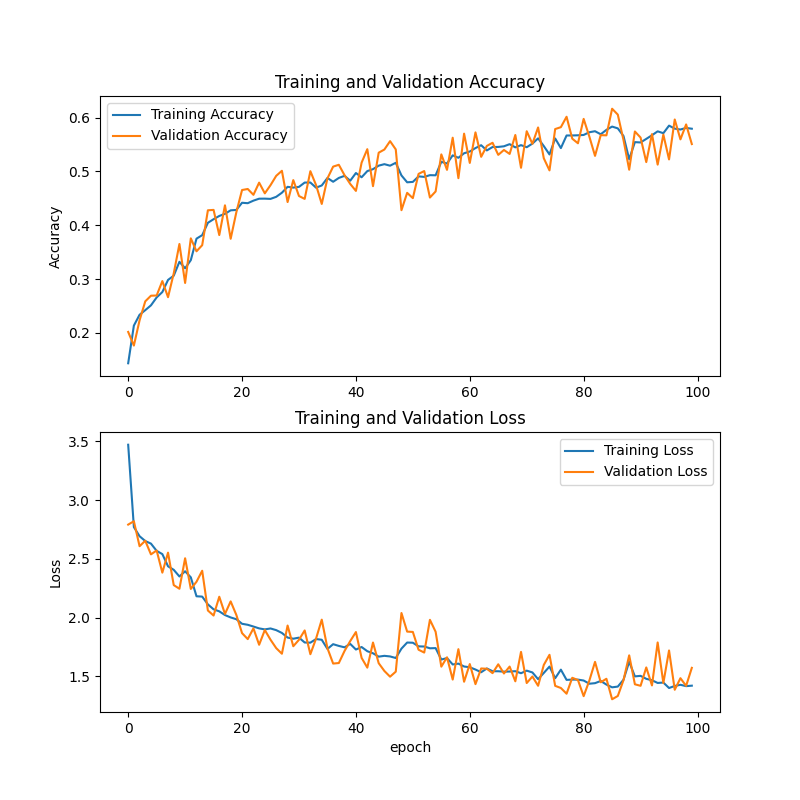 Training and Validation Accuracy
Training Accuracy
Validation Accuracy
Accuracy
0.6
0.5
0.4
0.3
0.2
0 20 40 60 80 100
Training and Validation Loss
Training Loss
Validation Loss
Loss
3.5
3.0
2.5
2.0
1.5
0 20 40 60 80 100
epoch